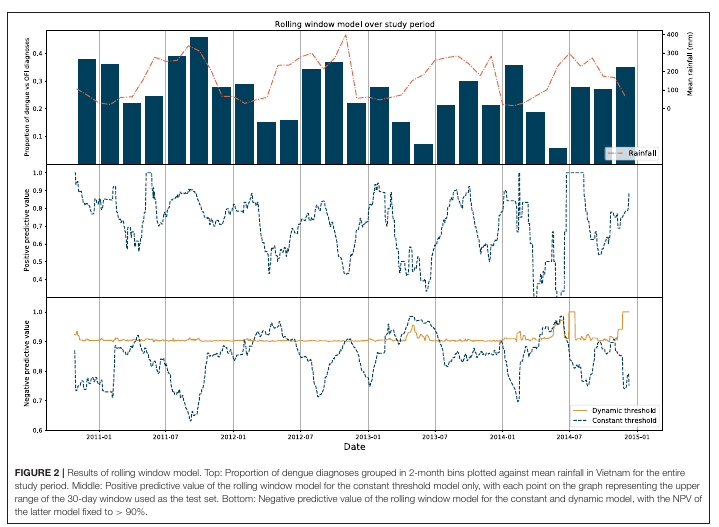 Rolling window model over study period
Proportion of dengue vs OFI diagnoses
0.4
0.3
0.2
0.1
400
300
200
100
0
Mean rainfall (mm)
Rainfall
Positive predictive value
1.0
0.9
0.8
0.7
0.6
0.5
0.4
Negative predictive value
1.0
0.9
0.8
0.7
0.6
Dynamic threshold
Constant threshold
2011-01 2011-07 2012-01 2012-07 2013-01 2013-07 2014-01 2014-07 2015-01
Date
FIGURE 2 | Results of rolling window model. Top: Proportion of dengue diagnoses grouped in 2-month bins plotted against mean rainfall in Vietnam for the entire
study period. Middle: Positive predictive value of the rolling window model for the constant threshold model only, with each point on the graph representing the upper
range of the 30-day window used as the test set. Bottom: Negative predictive value of the rolling window model for the constant and dynamic model, with the NPV of
the latter model fixed to > 90%.